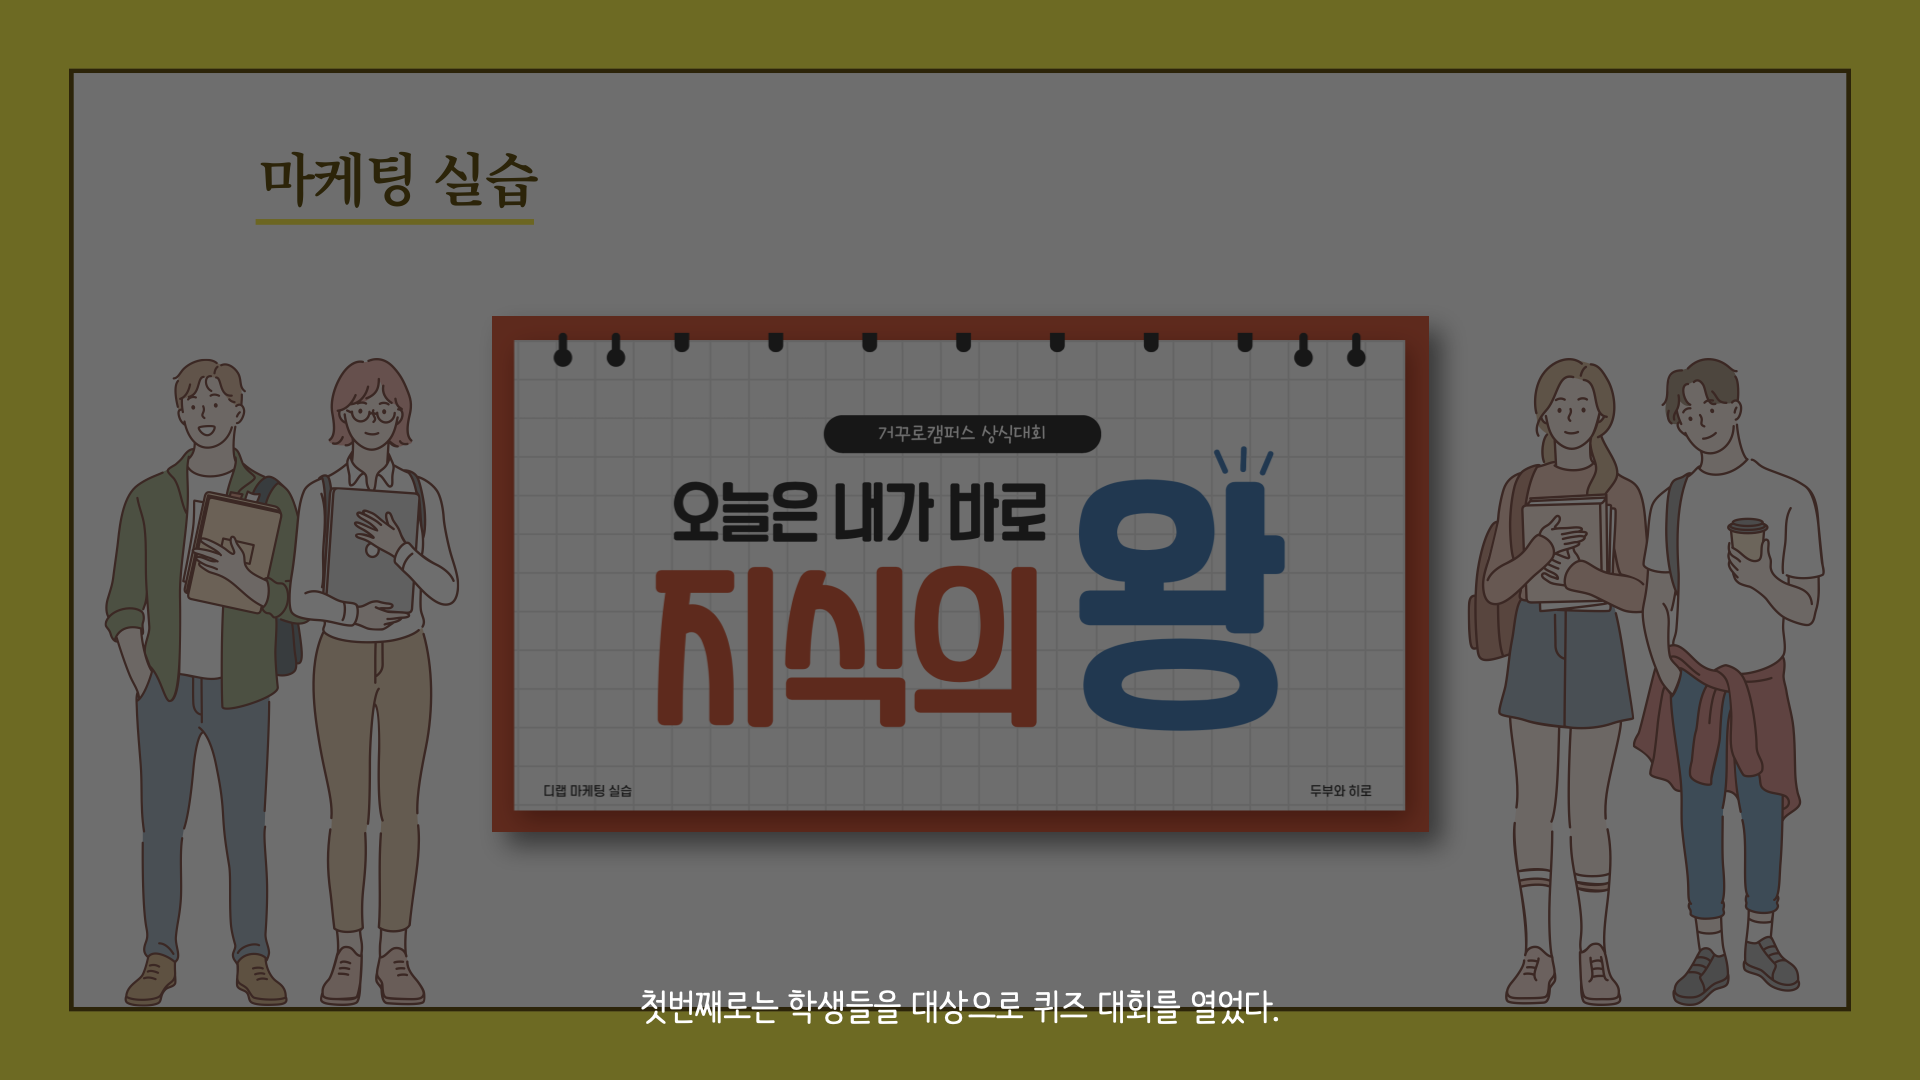 마케팅 실습
거꾸로캠퍼스 상식대회
오늘은 내가 바로
지식의 왕
디랩 마케팅 실습
두부와 히로
첫번째로는 학생들을 대상으로 퀴즈 대회를 열었다.